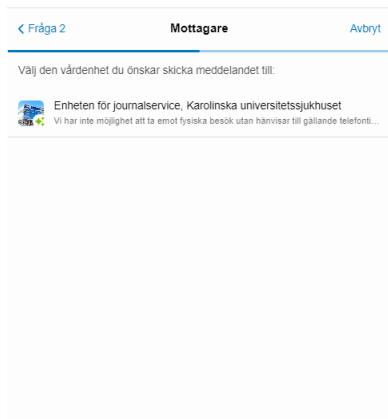 Fråga 2 Mottagare Avbryt
Välj den vårdenhet du önskar skicka meddelandet till:
Enheten för journalservice, Karolinska universitetssjukhuset
Vi har inte möjlighet att ta emot fysiska besök utan hänvisar till gällande telefonti...